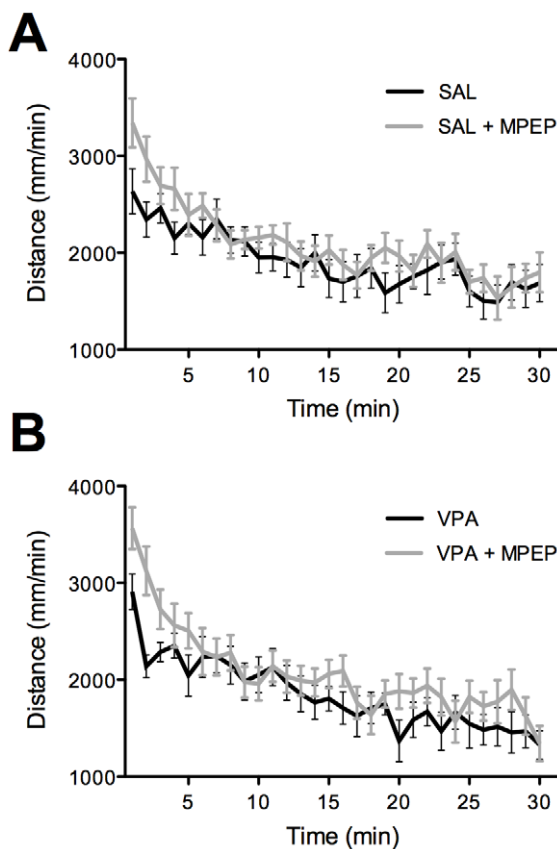 A
4000
3000
2000
1000
Distance (mm/min)
SAL
SAL + MPEP
5 10 15 20 25 30
Time (min)
B
4000
3000
2000
1000
Distance (mm/min)
VPA
VPA + MPEP
5 10 15 20 25 30
Time (min)